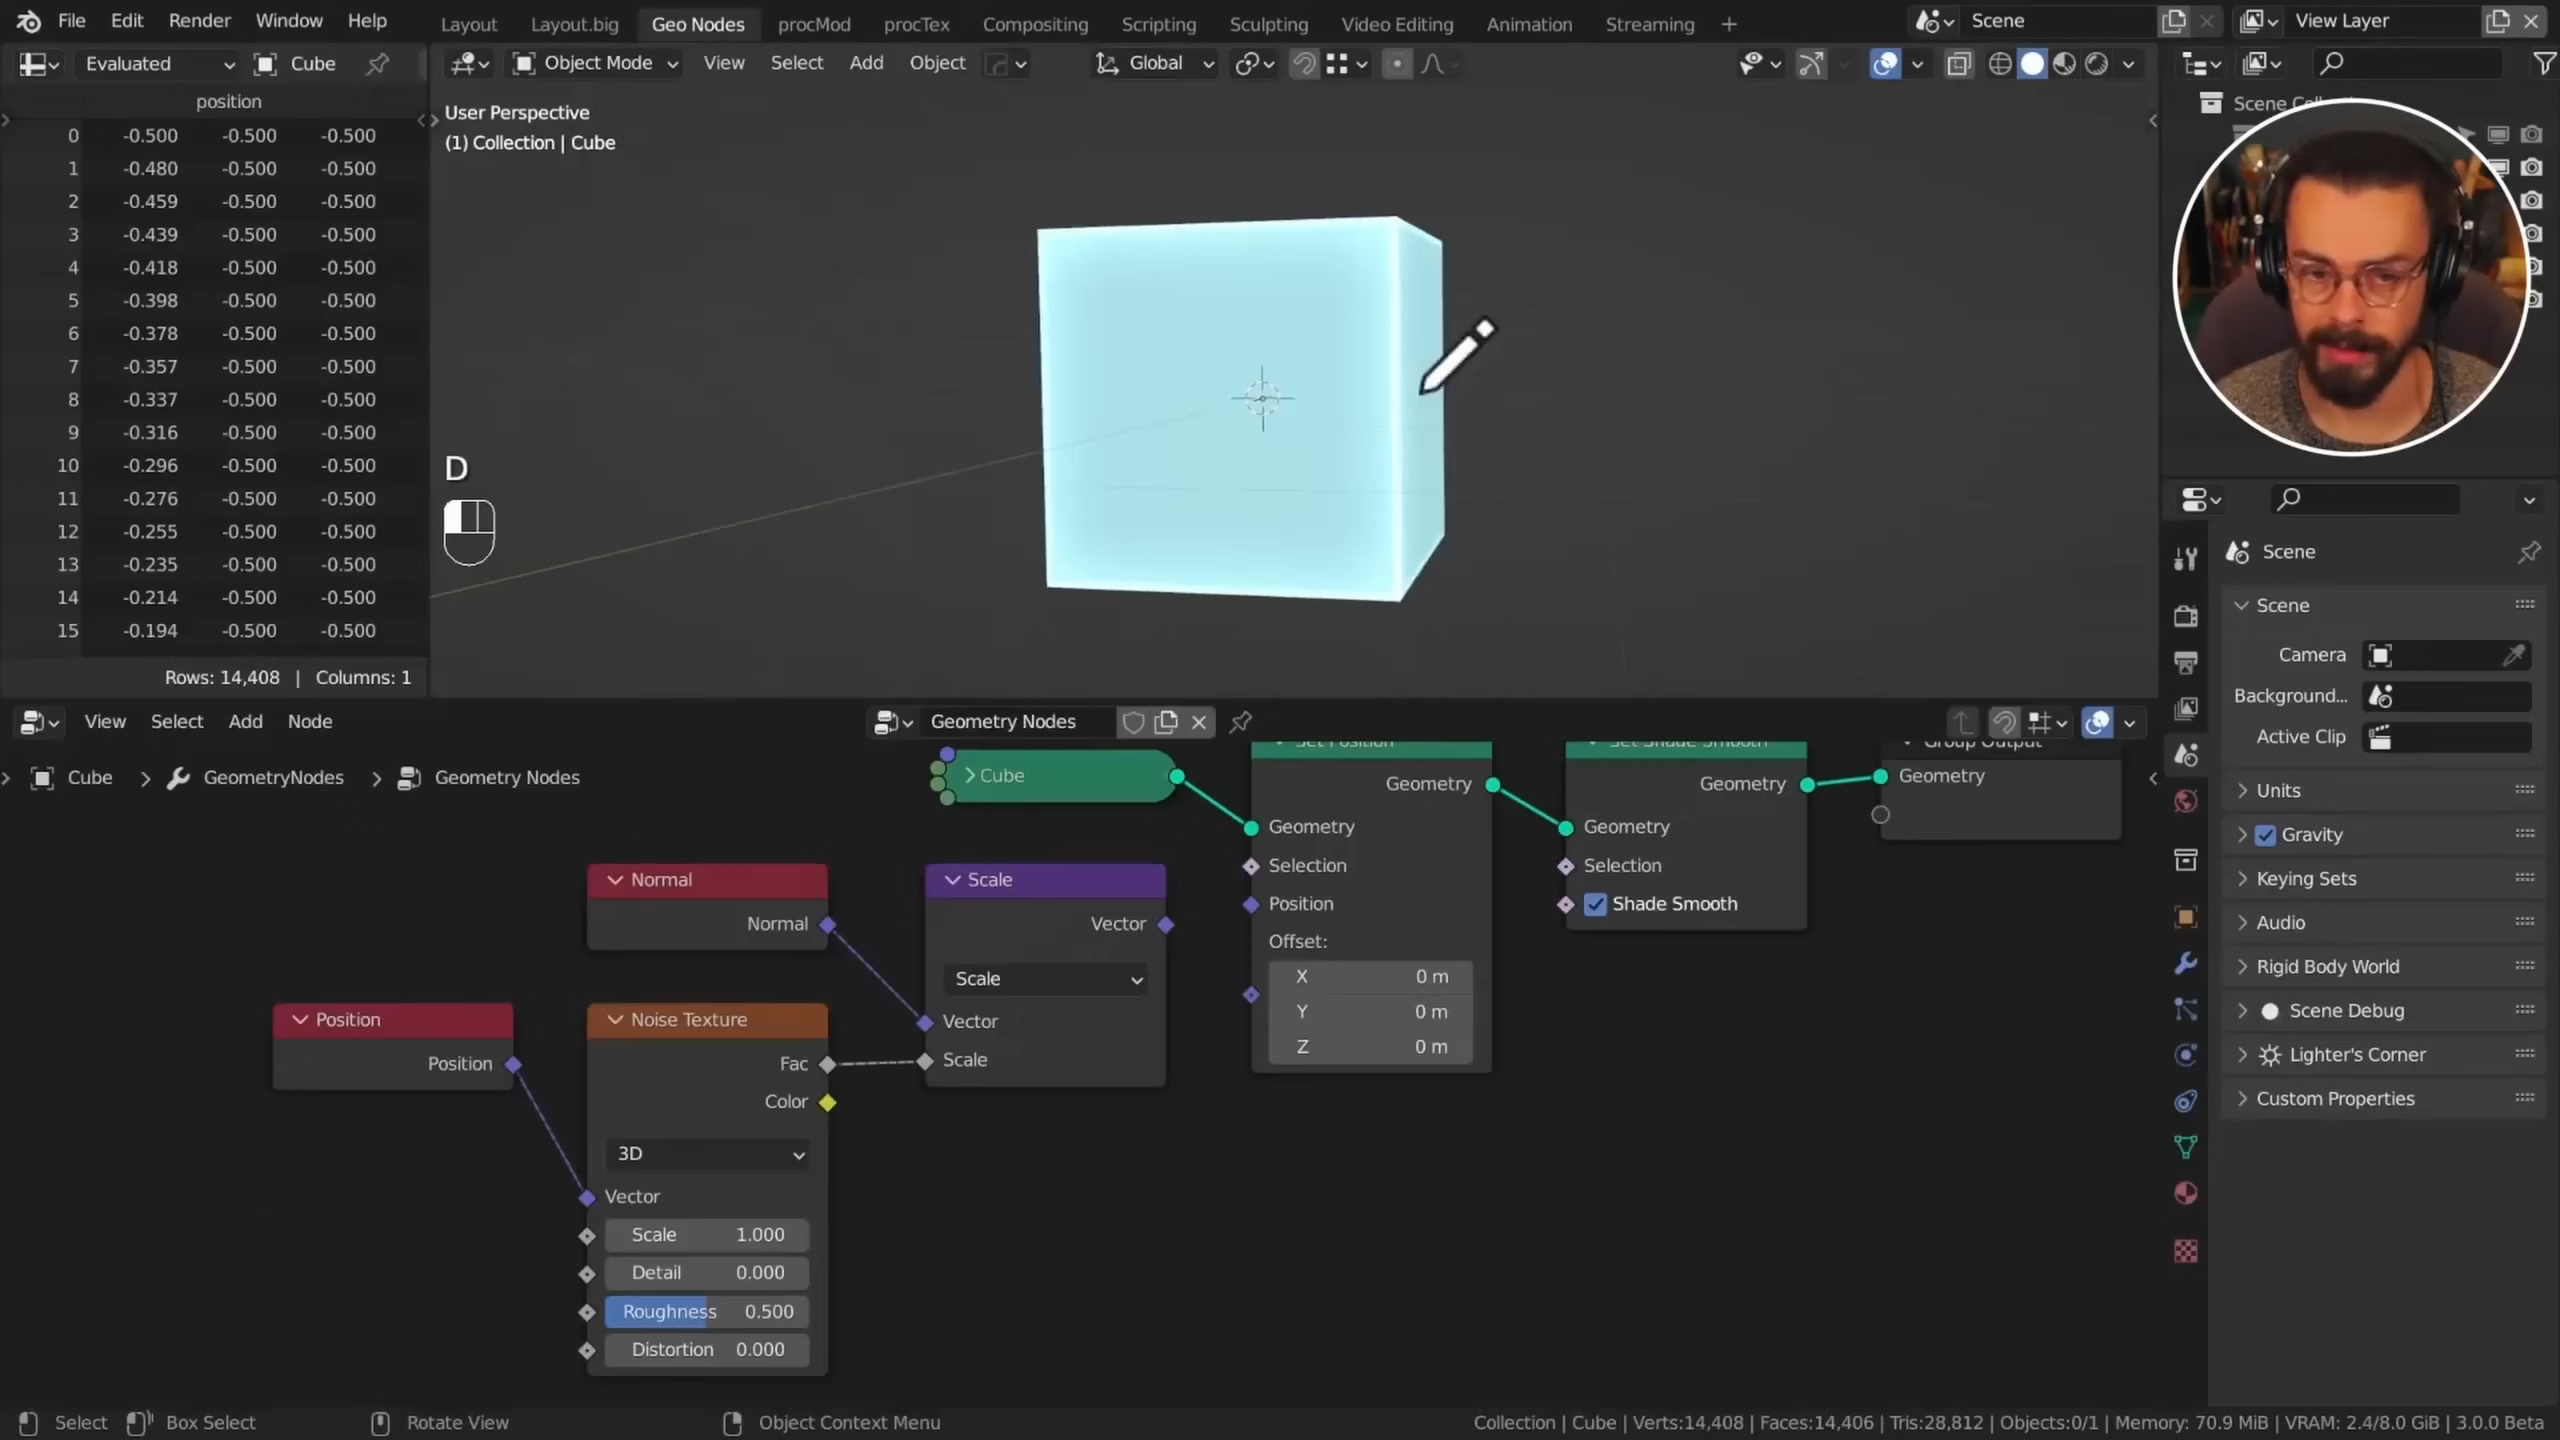 File Edit Render Window Help
Layout Layout.big Geo Nodes procMod procTex Compositing Scripting Sculpting Video Editing Animation Streaming +
Scene
View Layer
Evaluated Cube
Object Mode View Select Add Object Global
position
0 -0.500 -0.500 -0.500
1 -0.480 -0.500 -0.500
2 -0.459 -0.500 -0.500
3 -0.439 -0.500 -0.500
4 -0.418 -0.500 -0.500
5 -0.398 -0.500 -0.500
6 -0.378 -0.500 -0.500
7 -0.357 -0.500 -0.500
8 -0.337 -0.500 -0.500
9 -0.316 -0.500 -0.500
10 -0.296 -0.500 -0.500
11 -0.276 -0.500 -0.500
12 -0.255 -0.500 -0.500
13 -0.235 -0.500 -0.500
14 -0.214 -0.500 -0.500
15 -0.194 -0.500 -0.500
Rows: 14,408 | Columns: 1
User Perspective
(1) Collection | Cube
D
Scene
Scene
Scene
Camera
Background...
Active Clip
Units
Gravity
Keying Sets
Audio
Rigid Body World
Scene Debug
Lighter's Corner
Custom Properties
View Select Add Node
Geometry Nodes
Cube > GeometryNodes > Geometry Nodes
Cube
Set Position
Geometry
Geometry
Selection
Position
Offset:
X 0 m
Y 0 m
Z 0 m
Set Shade Smooth
Geometry
Geometry
Selection
Shade Smooth
Group Output
Geometry
Normal
Normal
Scale
Vector
Scale
Vector
Scale
Position
Position
Noise Texture
Fac
Color
3D
Vector
Scale 1.000
Detail 0.000
Roughness 0.500
Distortion 0.000
Select Box Select Rotate View Object Context Menu
Collection | Cube | Verts:14,408 | Faces:14,406 | Tris:28,812 | Objects:0/1 | Memory: 70.9 MiB | VRAM: 2.4/8.0 GiB | 3.0.0 Beta